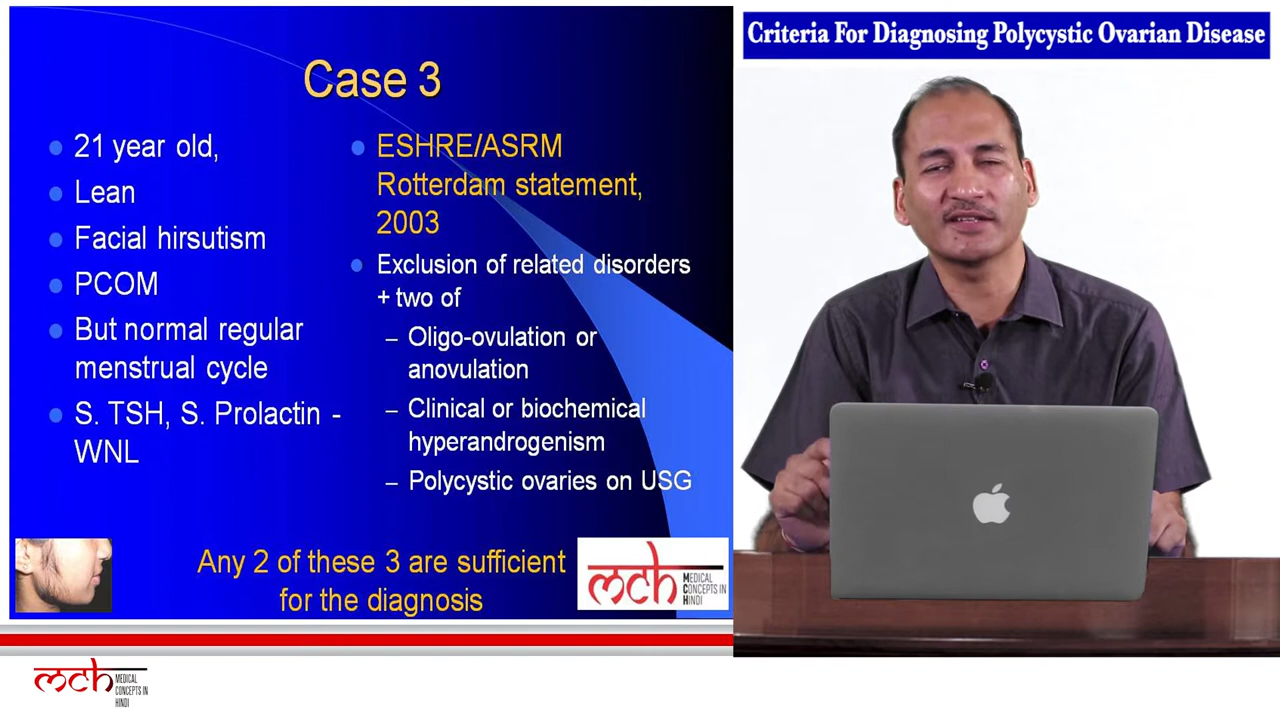 Criteria For Diagnosing Polycystic Ovarian Disease
Case 3
21 year old,
Lean
Facial hirsutism
PCOM
But normal regular
menstrual cycle
S. TSH, S. Prolactin -
WNL
ESHRE/ASRM
Rotterdam statement,
2003
Exclusion of related disorders
+ two of
– Oligo-ovulation or
anovulation
– Clinical or biochemical
hyperandrogenism
– Polycystic ovaries on USG
Any 2 of these 3 are sufficient
for the diagnosis
mch
MEDICAL
CONCEPTS IN
HINDI
mch
MEDICAL
CONCEPTS IN
HINDI